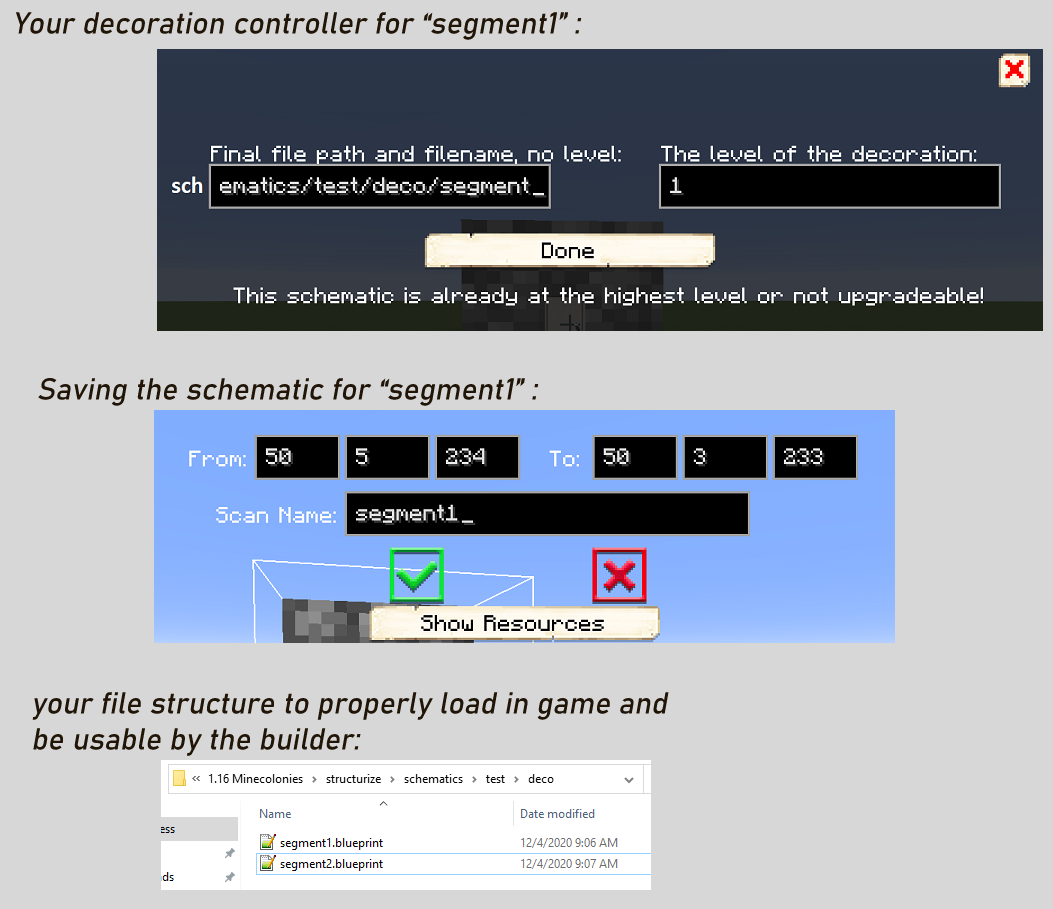 Your decoration controller for “segment1” :
Final file path and filename, no level: The level of the decoration:
sch ematics/test/deco/segment_ 1
Done
This schematic is already at the highest level or not upgradeable!
Saving the schematic for “segment1” :
From: 50 5 234 To: 50 3 233
Scan Name: segment1_
Show Resources
your file structure to properly load in game and
be usable by the builder:
« 1.16 Minecolonies › structurize › schematics › test › deco
Name Date modified
ess
segment1.blueprint 12/4/2020 9:06 AM
segment2.blueprint 12/4/2020 9:07 AM
ds